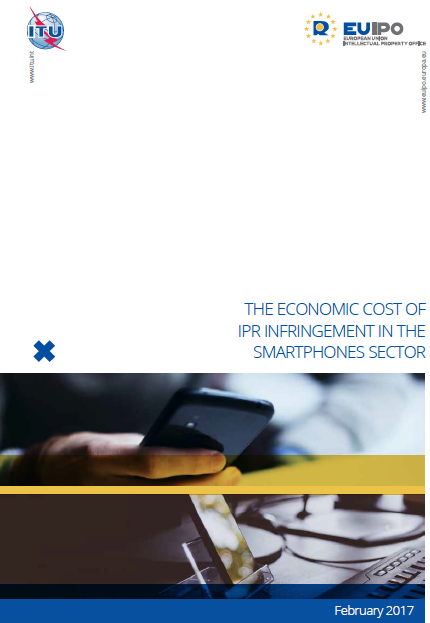 ITU
www.itu.int
EUIPO
EUROPEAN UNION
INTELLECTUAL PROPERTY OFFICE
www.euipo.europa.eu
THE ECONOMIC COST OF
IPR INFRINGEMENT IN THE
SMARTPHONES SECTOR
February 2017